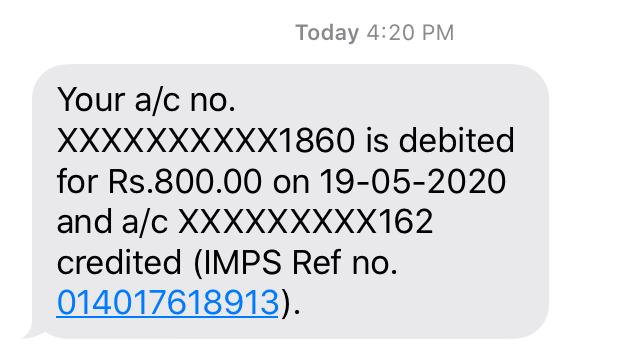 Today 4:20 PM
Your a/c no.
XXXXXXXXXX1860 is debited
for Rs.800.00 on 19-05-2020
and a/c XXXXXXXXX162
credited (IMPS Ref no.
014017618913).